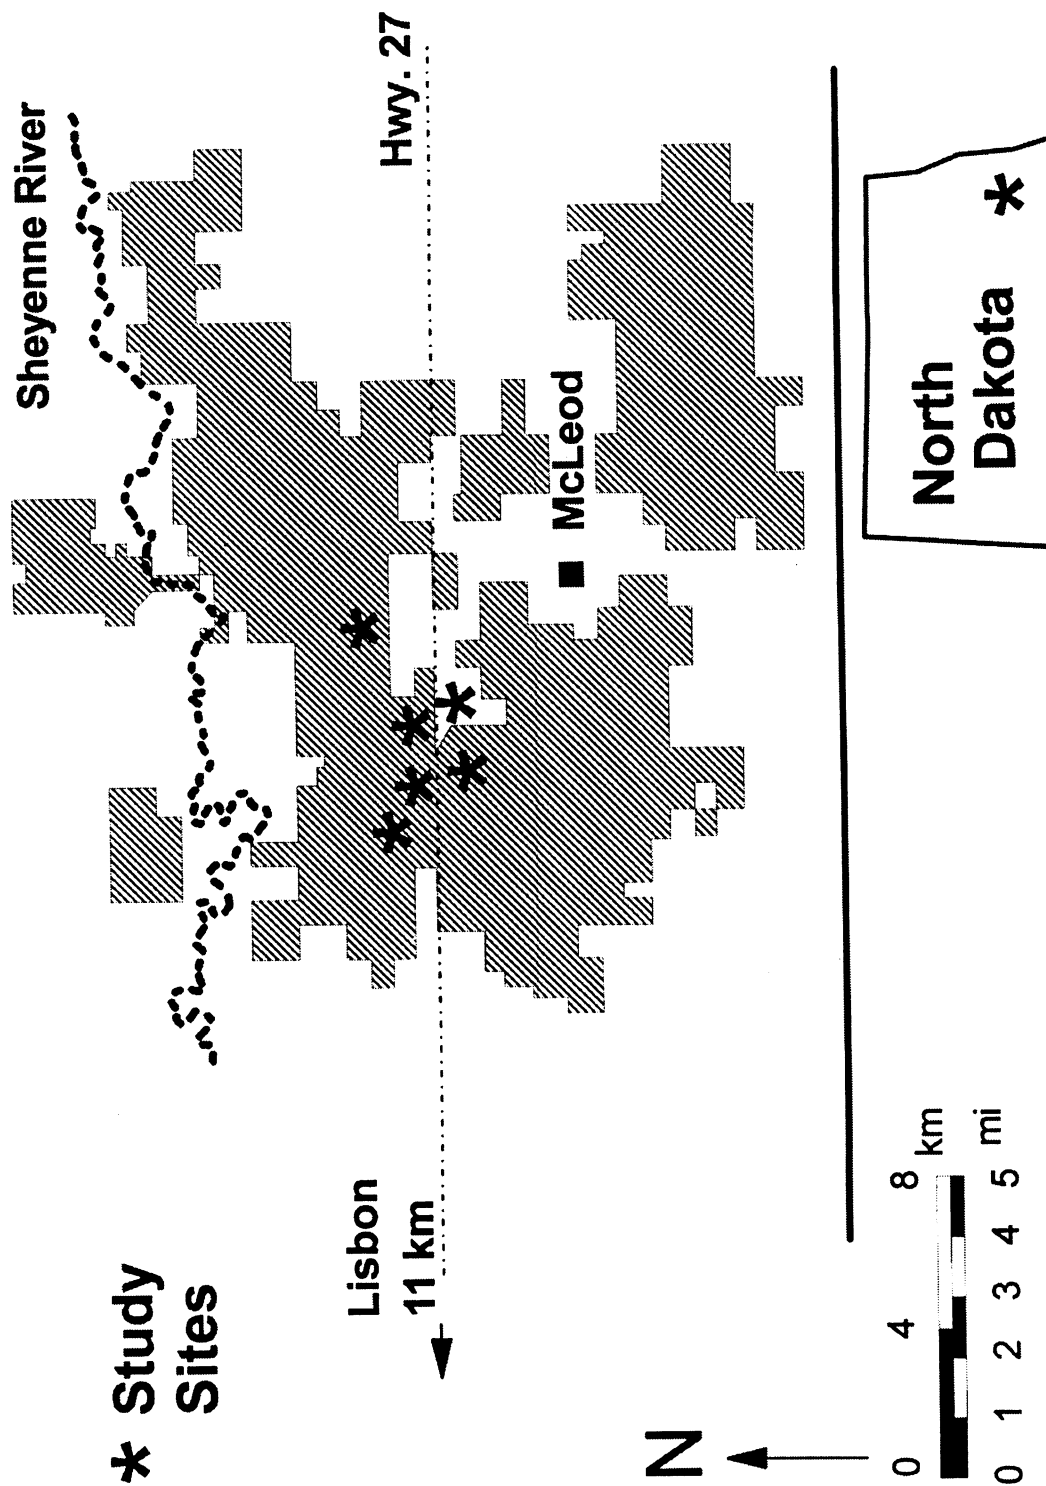 * Study
Sites
Sheyenne River
Hwy. 27
Lisbon
11 km
McLeod
N
0 4 8
km
mi
0 1 2 3 4 5
North
Dakota